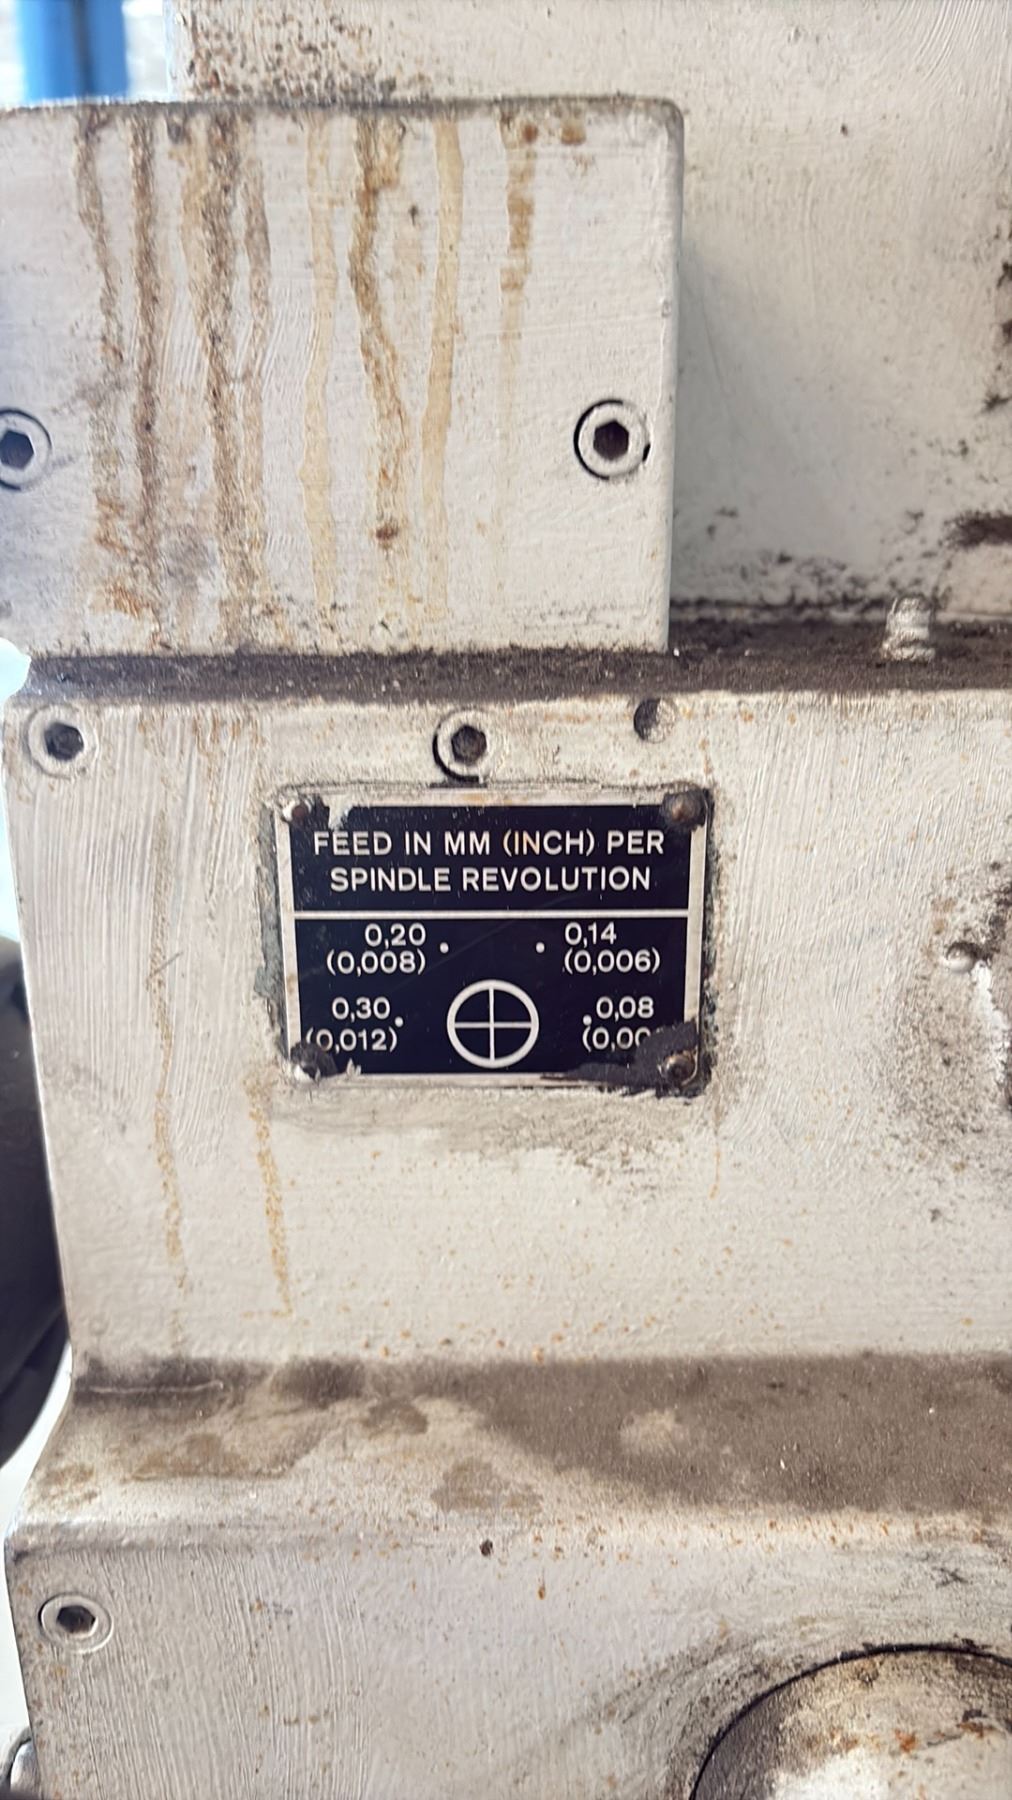 FEED IN MM (INCH) PER
SPINDLE REVOLUTION
0,20 0,14
(0,008) (0,006)
0,30 0,08
(0,012)